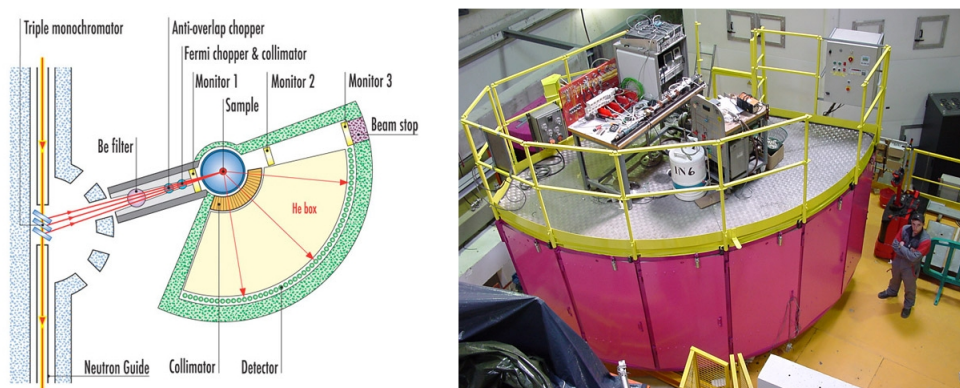 Triple monochromator
Anti-overlap chopper
Fermi chopper & collimator
Monitor 1
Monitor 2
Monitor 3
Sample
Beam stop
Be filter
He box
Neutron Guide
Collimator
Detector
IN6